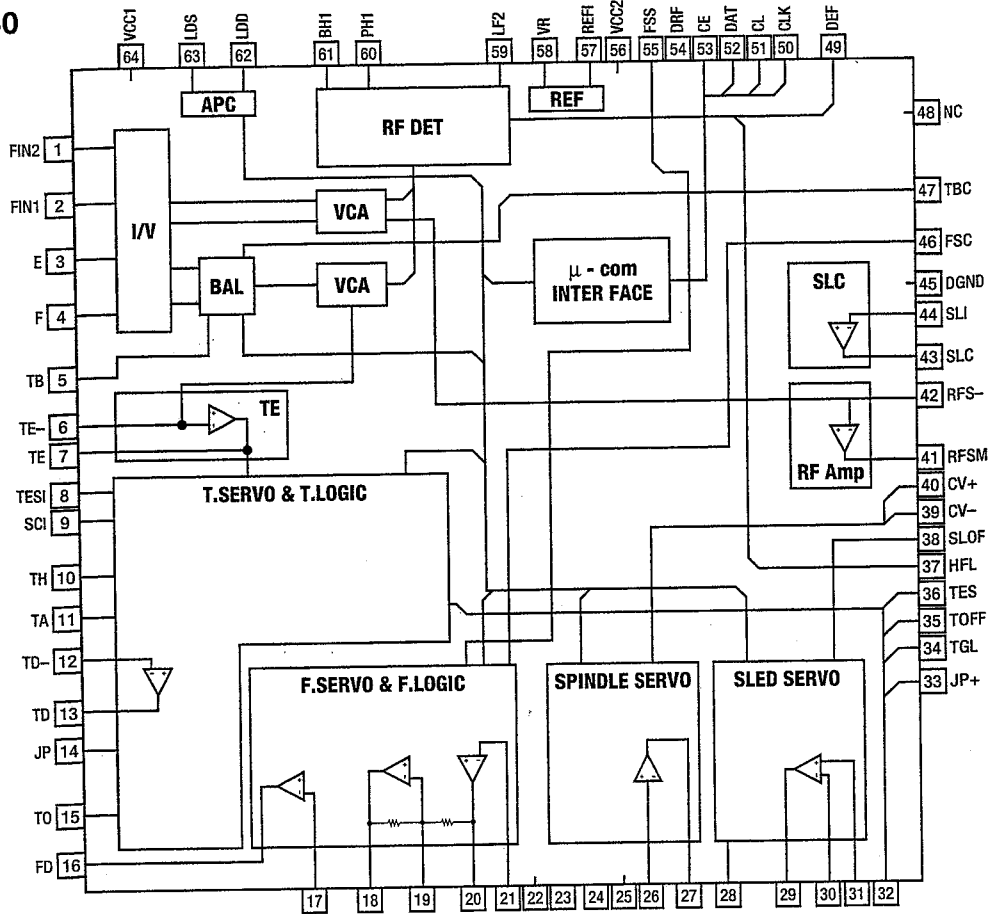 0
VCC1 LDS LDD BH1 PH1 LF2 VR REFI VCC2 FSS DRF CE DAT CL CLK DEF
64 63 62 61 60 59 58 57 56 55 54 53 52 51 50 49
APC
RF DET
REF
48 NC
FIN2 1
FIN1 2
E 3
F 4
TB 5
TE– 6
TE 7
TESI 8
SCI 9
TH 10
TA 11
TD– 12
TD 13
JP 14
TO 15
FD 16
I/V
VCA
BAL
VCA
μ - com
INTER FACE
47 TBC
46 FSC
45 DGND
44 SLI
43 SLC
42 RFS–
41 RFSM
40 CV+
39 CV–
38 SLOF
37 HFL
36 TES
35 TOFF
34 TGL
33 JP+
SLC
RF Amp
TE
T.SERVO & T.LOGIC
F.SERVO & F.LOGIC
SPINDLE SERVO
SLED SERVO
17 18 19 20 21 22 23 24 25 26 27 28 29 30 31 32